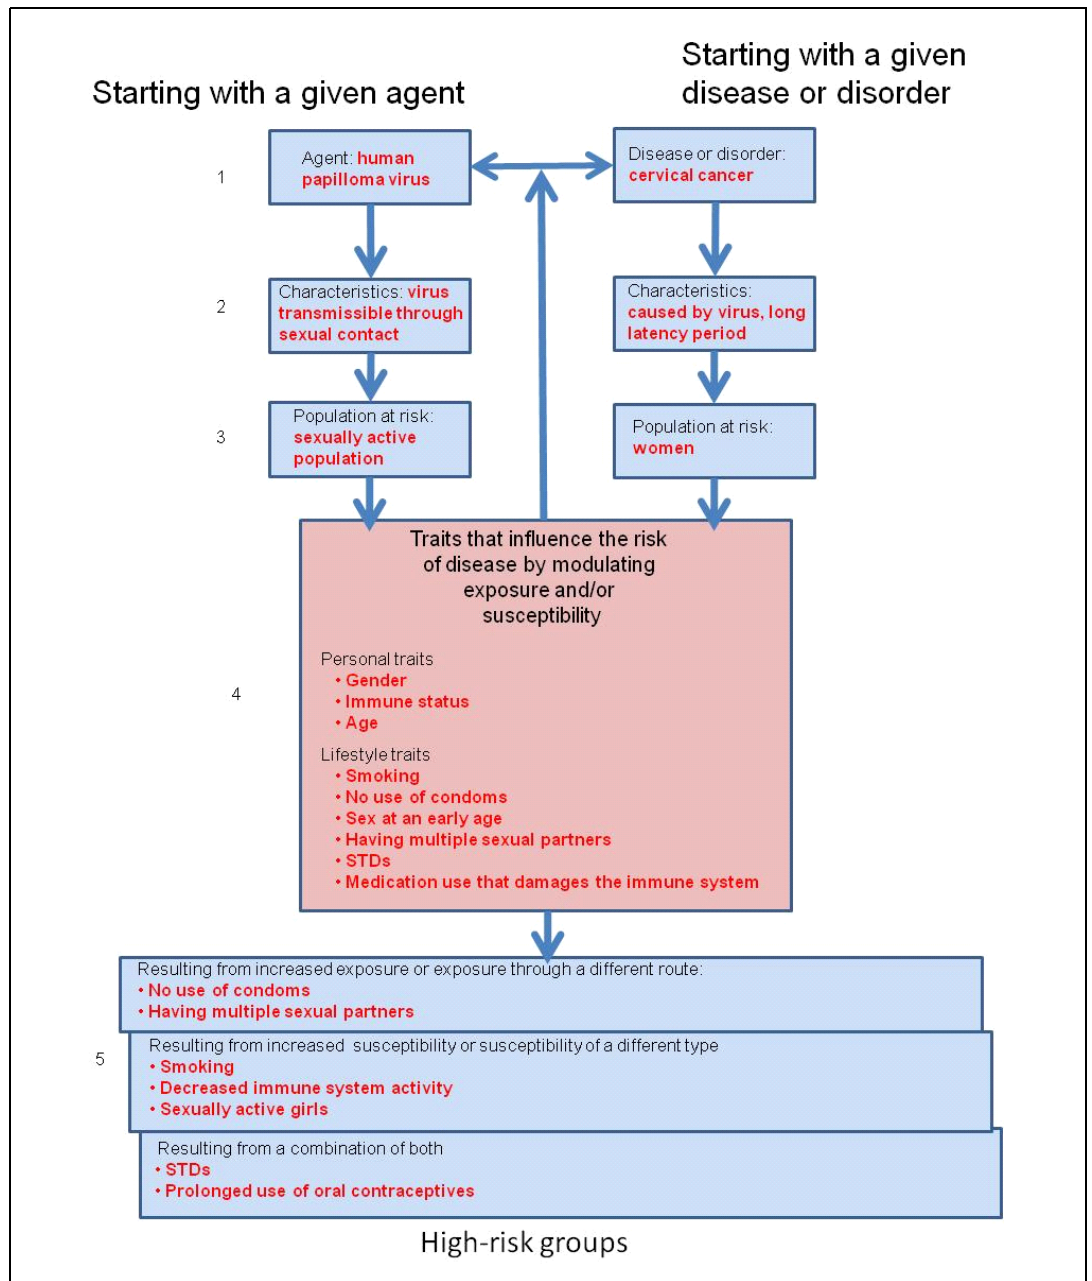 Starting with a given agent
Starting with a given
disease or disorder
1
Agent: human
papilloma virus
Disease or disorder:
cervical cancer
2
Characteristics: virus
transmissible through
sexual contact
Characteristics:
caused by virus, long
latency period
3
Population at risk:
sexually active
population
Population at risk:
women
4
Traits that influence the risk
of disease by modulating
exposure and/or
susceptibility
Personal traits
• Gender
• Immune status
• Age
Lifestyle traits
• Smoking
• No use of condoms
• Sex at an early age
• Having multiple sexual partners
• STDs
• Medication use that damages the immune system
5
Resulting from increased exposure or exposure through a different route:
• No use of condoms
• Having multiple sexual partners
Resulting from increased susceptibility or susceptibility of a different type
• Smoking
• Decreased immune system activity
• Sexually active girls
Resulting from a combination of both
• STDs
• Prolonged use of oral contraceptives
High-risk groups